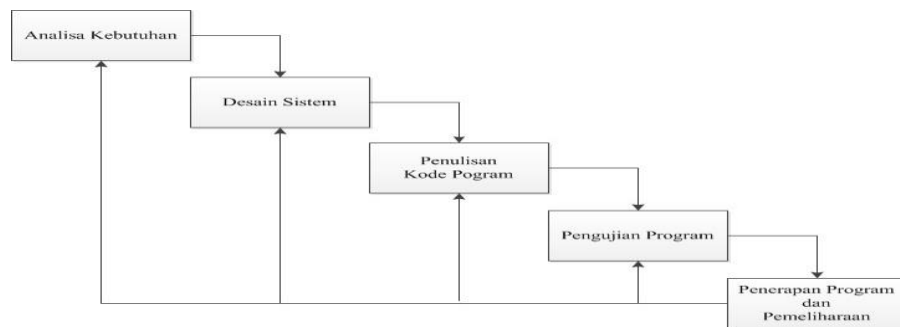 Analisa Kebutuhan
Desain Sistem
Penulisan
Kode Pogram
Pengujian Program
Penerapan Program
dan
Pemeliharaan